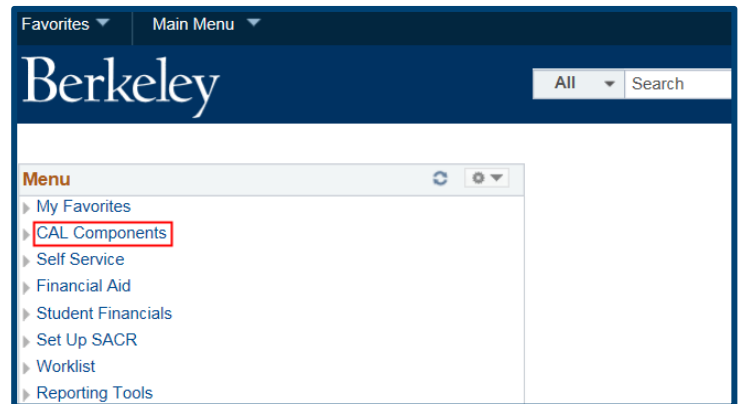 Favorites Main Menu
Berkeley
All Search
Menu
My Favorites
CAL Components
Self Service
Financial Aid
Student Financials
Set Up SACR
Worklist
Reporting Tools